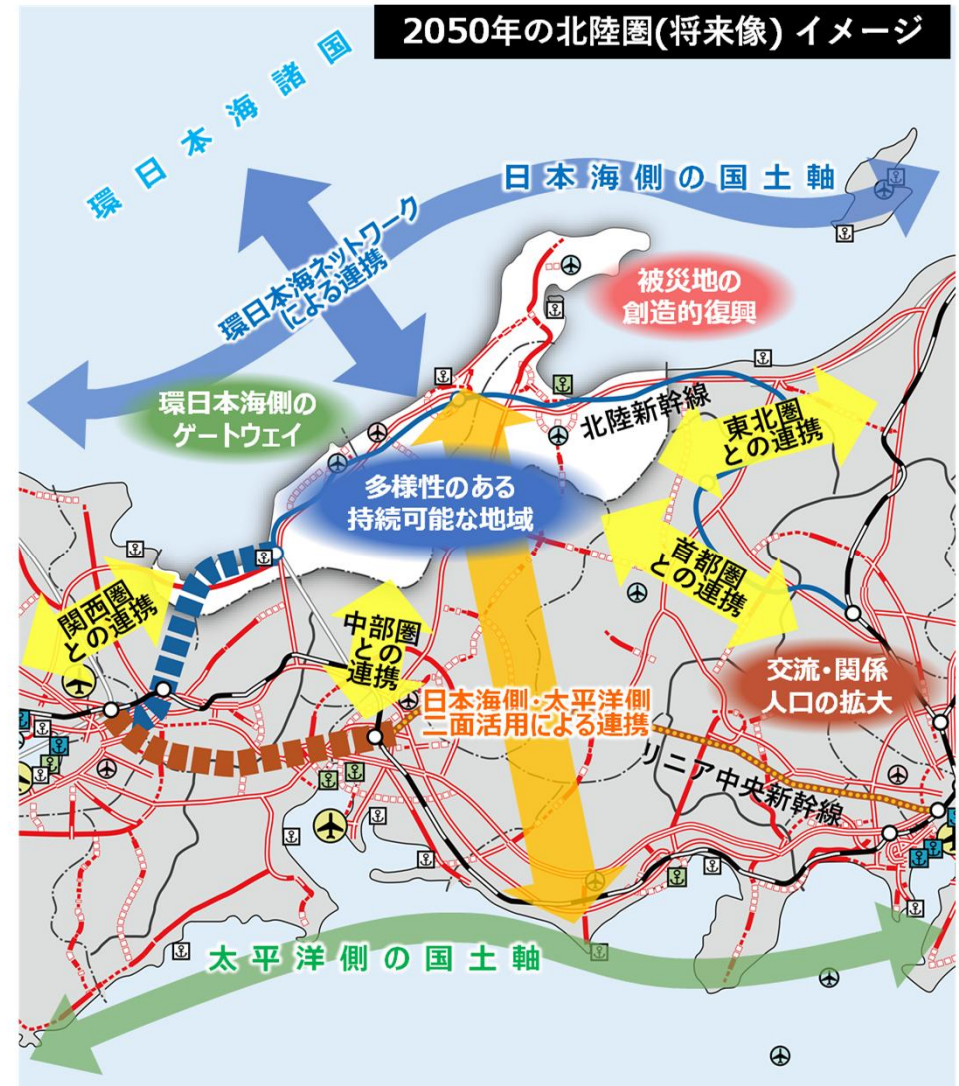 2050年の北陸圏(将来像) イメージ
環日本海諸国
日本海側の国土軸
環日本海ネットワーク
による連携
被災地の
創造的復興
環日本海側の
ゲートウェイ
北陸新幹線
東北圏
との連携
多様性のある
持続可能な地域
首都圏
との連携
関西圏
との連携
中部圏
との
連携
交流・関係
人口の拡大
日本海側・太平洋側
二面活用による連携
リニア中央新幹線
太平洋側の国土軸